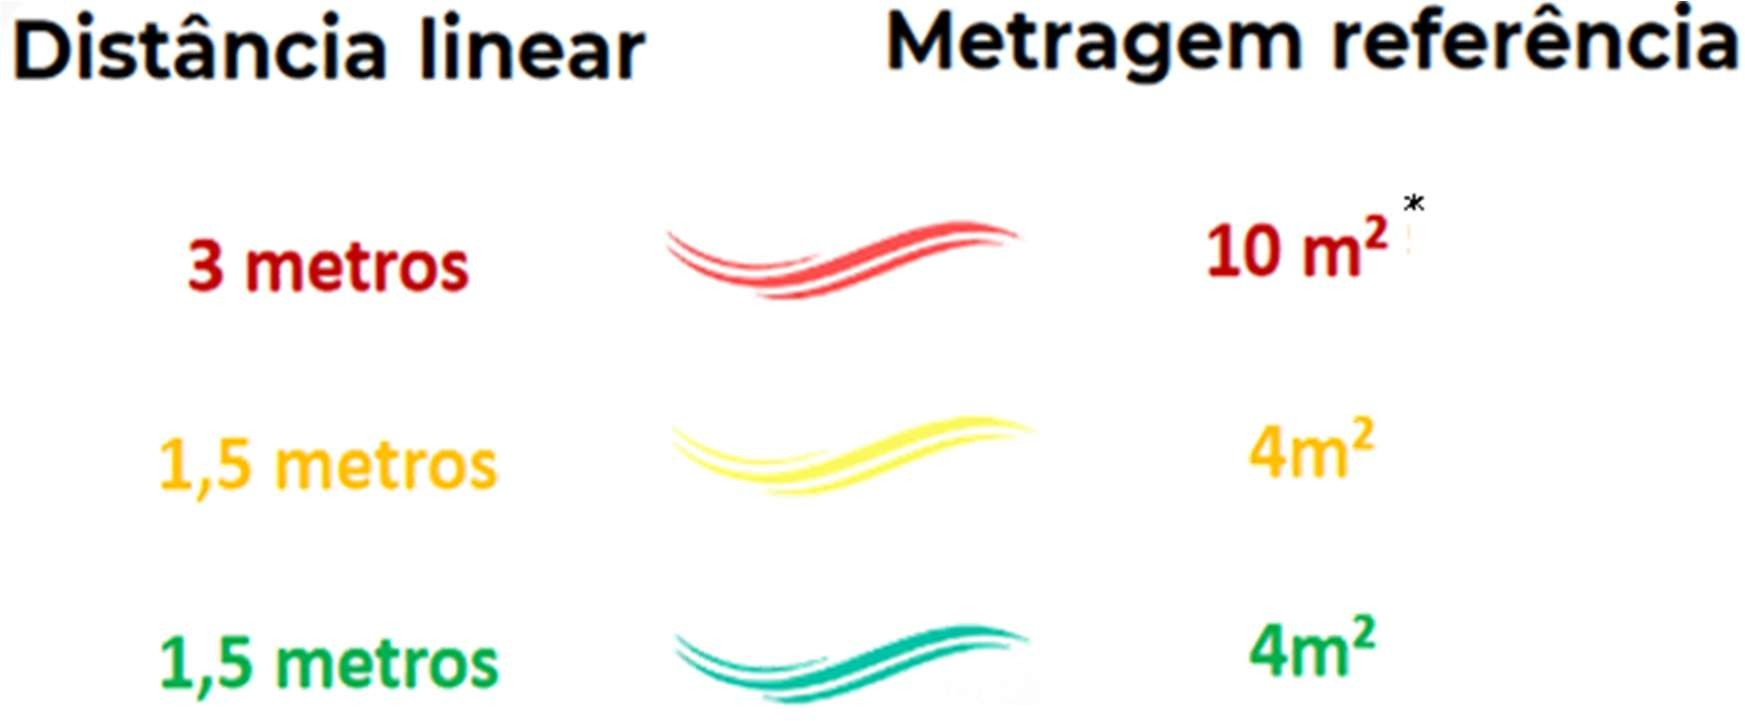 Distância linear Metragem referência
3 metros 10 m² *
1,5 metros 4m²
1,5 metros 4m²